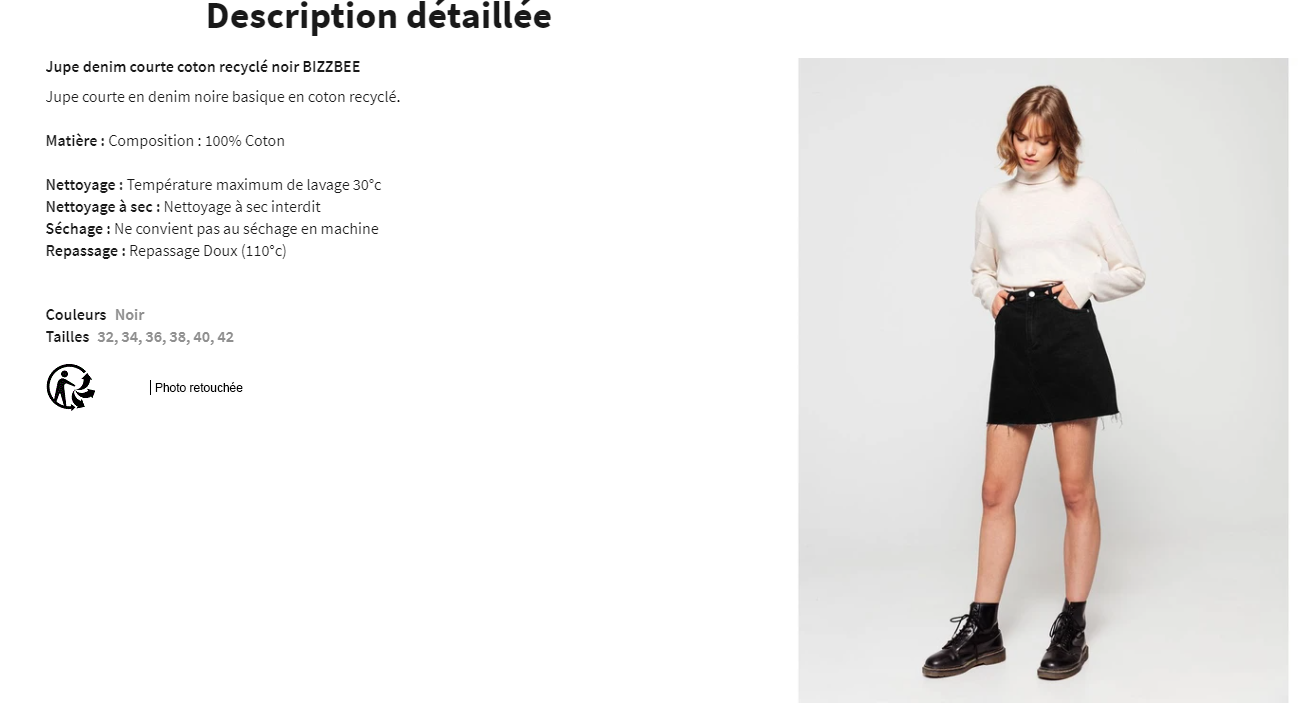 Description détaillée
Jupe denim courte coton recyclé noir BIZZBEE
Jupe courte en denim noire basique en coton recyclé.
Matière : Composition : 100% Coton
Nettoyage : Température maximum de lavage 30°c
Nettoyage à sec : Nettoyage à sec interdit
Séchage : Ne convient pas au séchage en machine
Repassage : Repassage Doux (110°c)
Couleurs Noir
Tailles 32, 34, 36, 38, 40, 42
Photo retouchée